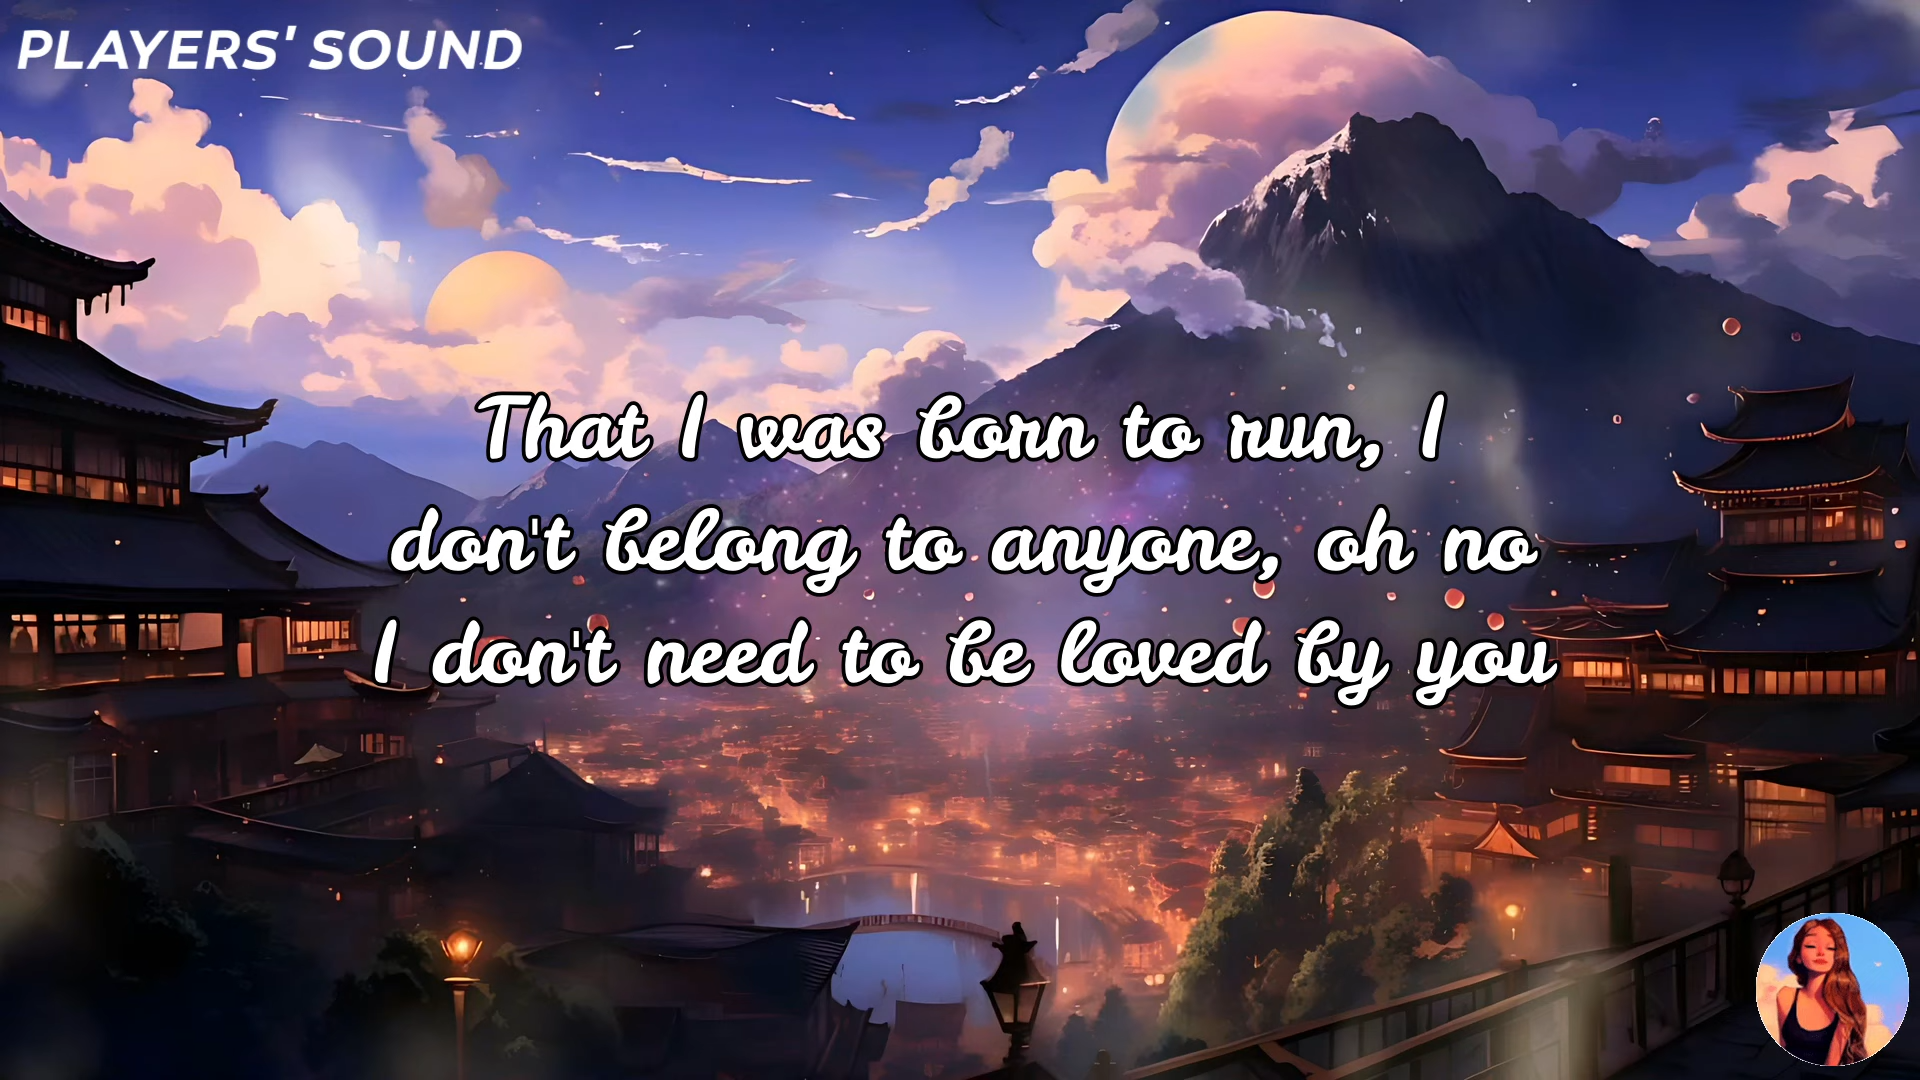 PLAYERS' SOUND
That I was born to run, I
don't belong to anyone, oh no
I don't need to be loved by you